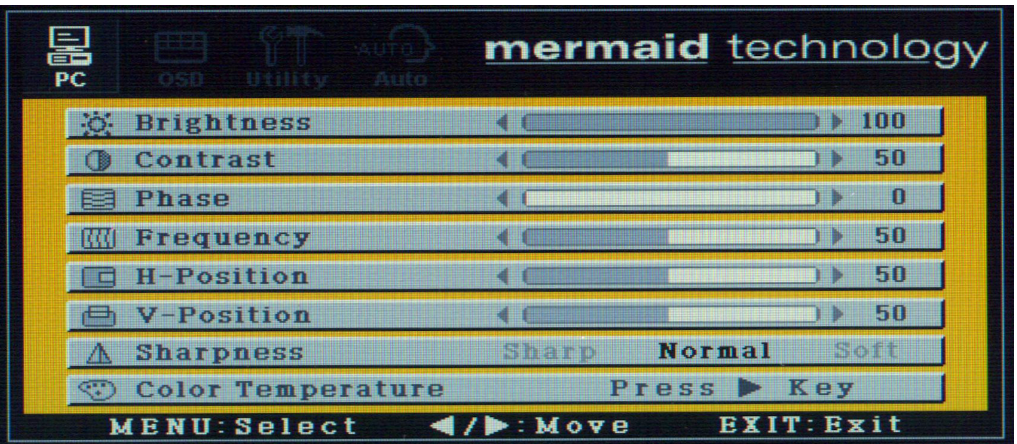 mermaid technology
PC OSD Utility AUTO Auto
Brightness 100
Contrast 50
Phase 0
Frequency 50
H-Position 50
V-Position 50
Sharpness Sharp Normal Soft
Color Temperature Press ▶ Key
MENU:Select ◀/▶:Move EXIT:Exit